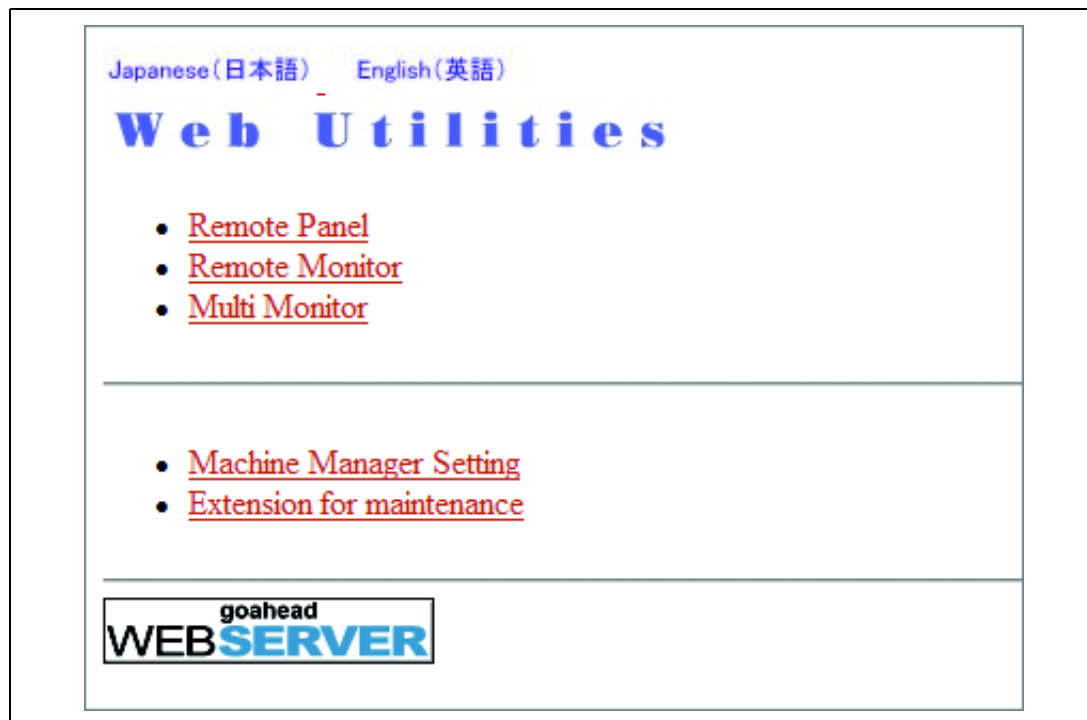 Japanese(日本語) English(英語)
Web Utilities
Remote Panel
Remote Monitor
Multi Monitor
Machine Manager Setting
Extension for maintenance
goahead
WEBSERVER